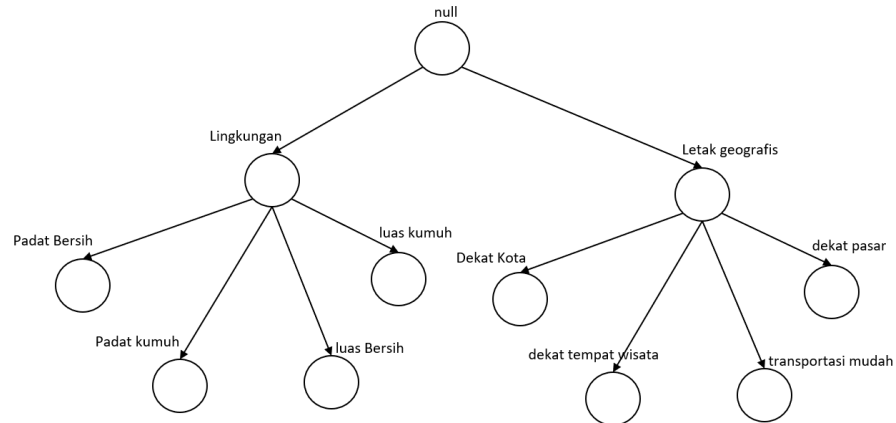 null
Lingkungan
Letak geografis
Padat Bersih
luas kumuh
Dekat Kota
dekat pasar
Padat kumuh
luas Bersih
dekat tempat wisata
transportasi mudah